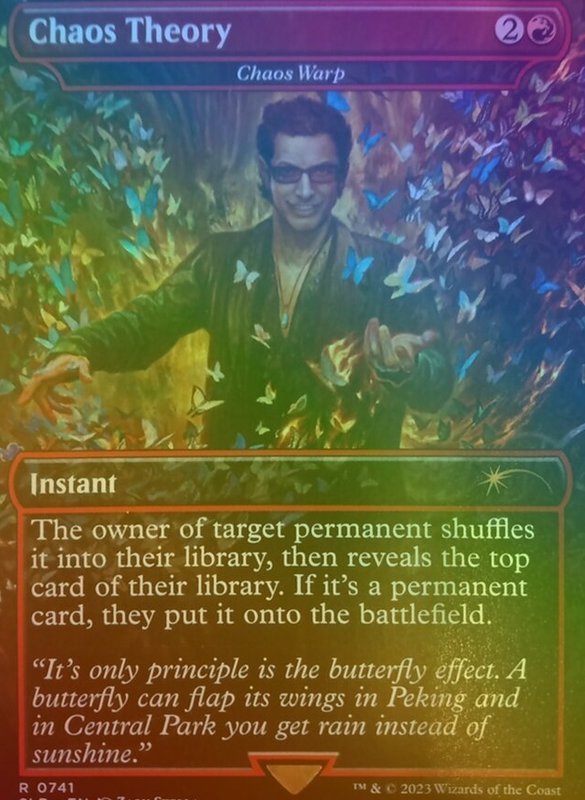 Chaos Theory 2
Chaos Warp
Instant
The owner of target permanent shuffles
it into their library, then reveals the top
card of their library. If it's a permanent
card, they put it onto the battlefield.
“It's only principle is the butterfly effect. A
butterfly can flap its wings in Peking and
in Central Park you get rain instead of
sunshine.”
R 0741
™ & © 2023 Wizards of the Coast